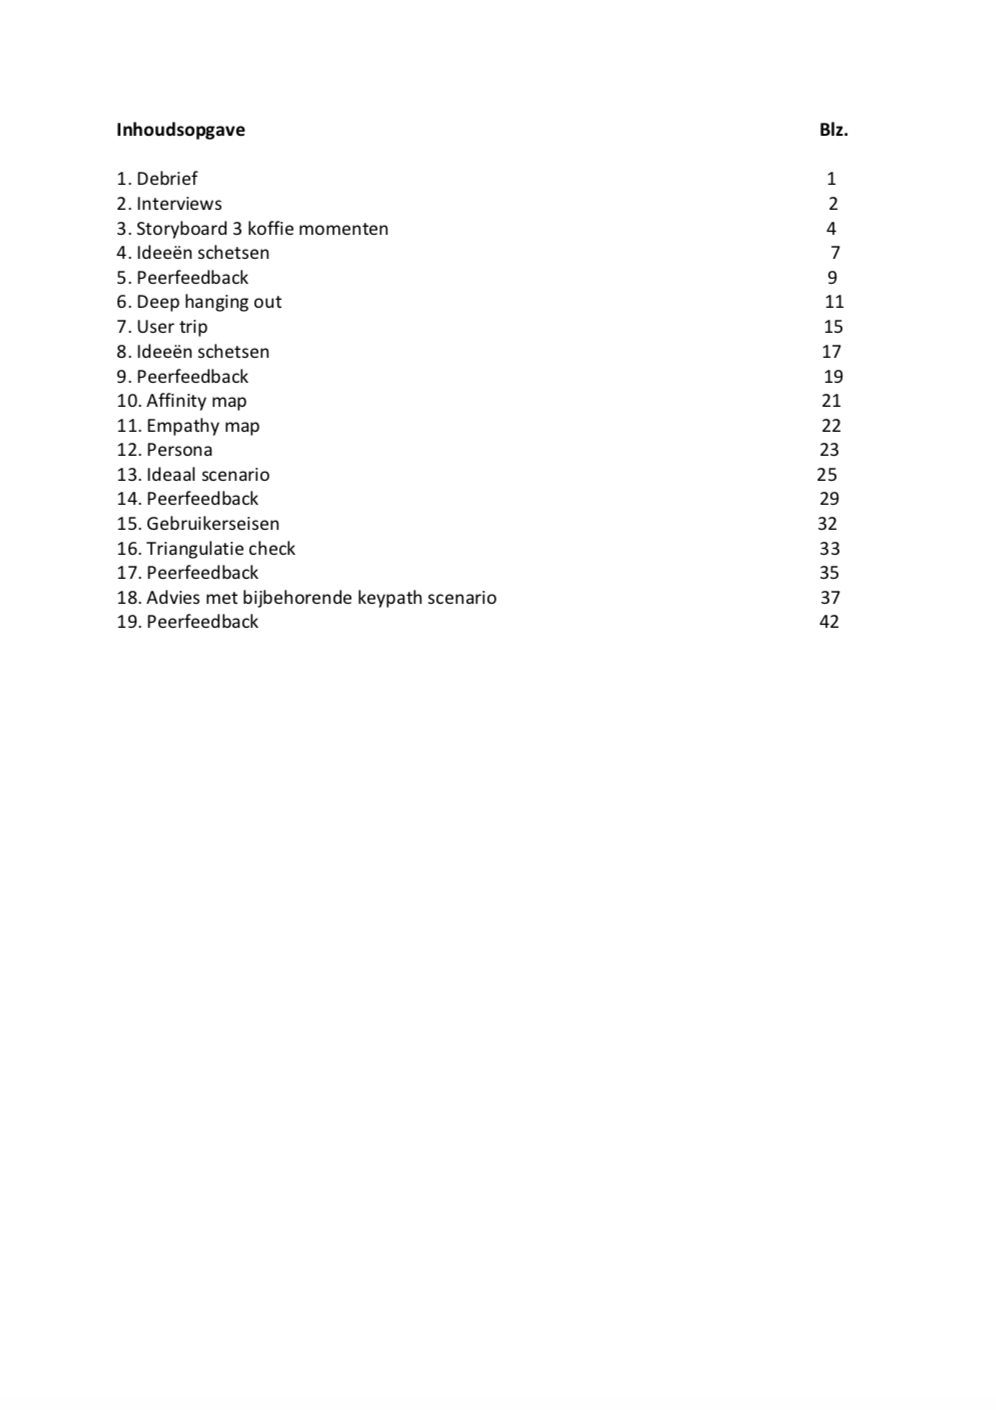 Inhoudsopgave Blz.
1. Debrief 1
2. Interviews 2
3. Storyboard 3 koffie momenten 4
4. Ideeën schetsen 7
5. Peerfeedback 9
6. Deep hanging out 11
7. User trip 15
8. Ideeën schetsen 17
9. Peerfeedback 19
10. Affinity map 21
11. Empathy map 22
12. Persona 23
13. Ideaal scenario 25
14. Peerfeedback 29
15. Gebruikerseisen 32
16. Triangulatie check 33
17. Peerfeedback 35
18. Advies met bijbehorende keypath scenario 37
19. Peerfeedback 42